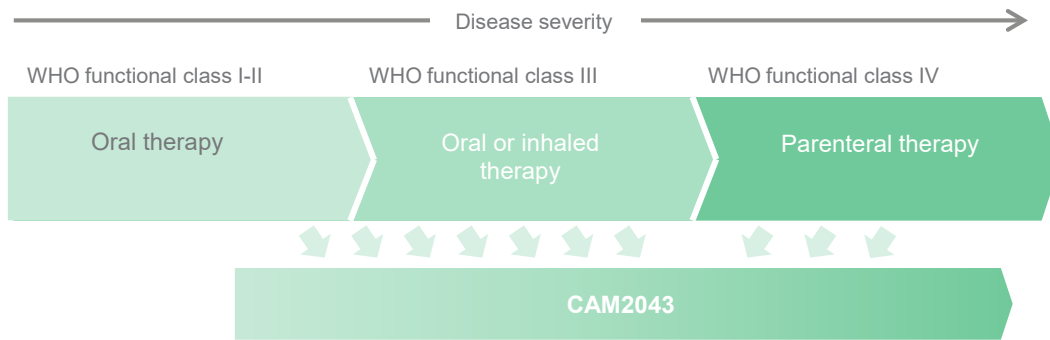 Disease severity
WHO functional class I-II
WHO functional class III
WHO functional class IV
Oral therapy
Oral or inhaled
therapy
Parenteral therapy
CAM2043